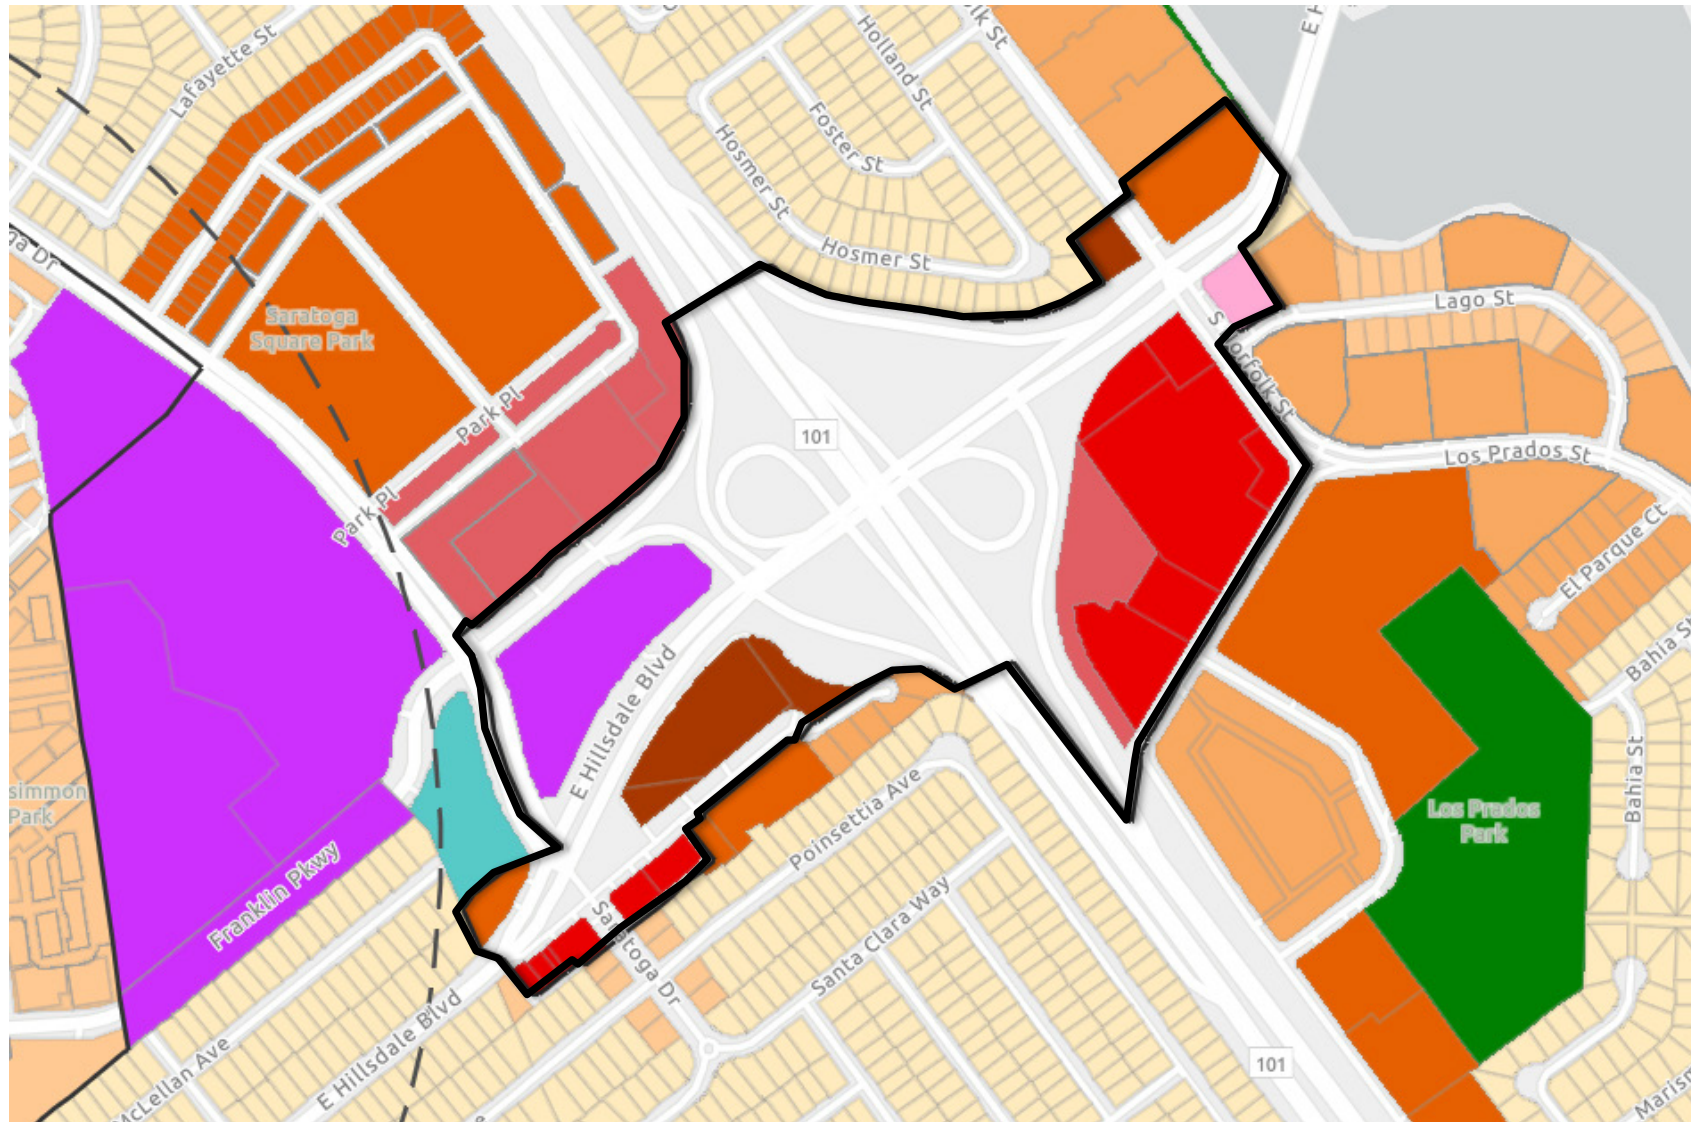 Lafayette St
Holland St
Foster St
Hosmer St
Hosmer St
Saratoga
Square Park
Lago St
Park Pl
101
Los Prados St
Park Pl
El Parque Ct
Bahia St
E Hillsdale Blvd
Bahia St
Poinsettia Ave
Los Prados
Park
Franklin Pkwy
Santa Clara Way
Saratoga Dr
E Hillsdale Blvd
McLellan Ave
101